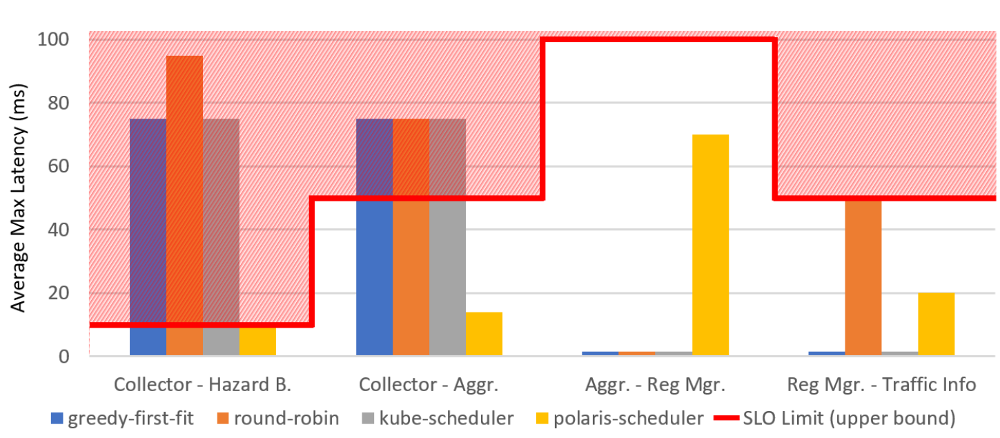 Average Max Latency (ms)
100
80
60
40
20
0
Collector - Hazard B.
Collector - Aggr.
Aggr. - Reg Mgr.
Reg Mgr. - Traffic Info
greedy-first-fit
round-robin
kube-scheduler
polaris-scheduler
SLO Limit (upper bound)